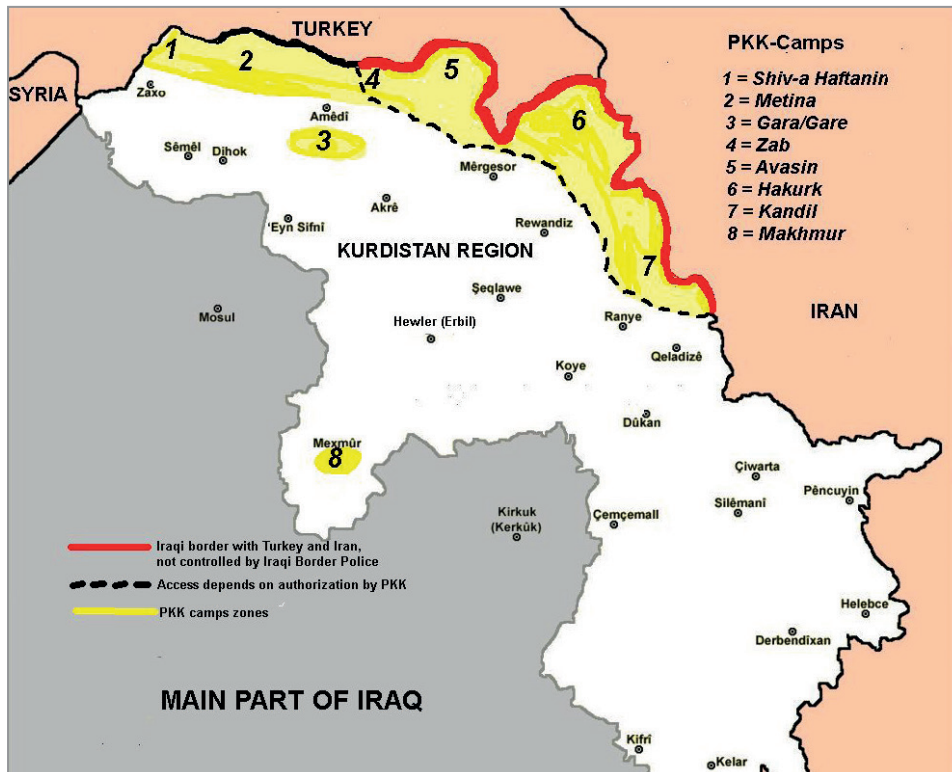 TURKEY
SYRIA
IRAN
PKK-Camps
1 = Shiv-a Haftanin
2 = Metina
3 = Gara/Gare
4 = Zab
5 = Avasin
6 = Hakurk
7 = Kandil
8 = Makhmur
1
2
4
5
6
3
7
8
Zaxo
Amêdî
Sêmêl
Dihok
Mêrgesor
Akrê
'Eyn Sifnî
Rewandiz
KURDISTAN REGION
Şeqlawe
Mosul
Hewler (Erbil)
Ranye
Qeladizê
Koye
Dûkan
Mexmûr
Çiwarta
Silêmanî
Pêncuyin
Kirkuk
(Kerkûk)
Çemçemall
Helebce
Derbendixan
Kifrî
Kelar
Iraqi border with Turkey and Iran,
not controlled by Iraqi Border Police
Access depends on authorization by PKK
PKK camps zones
MAIN PART OF IRAQ